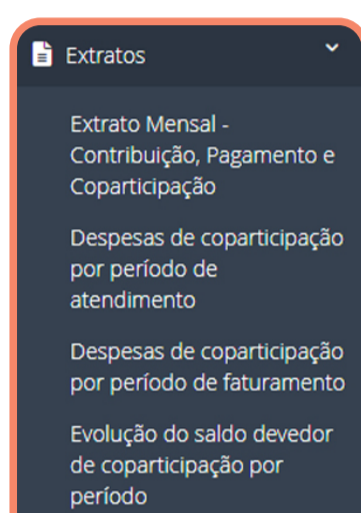 Extratos
Extrato Mensal -
Contribuição, Pagamento e
Coparticipação
Despesas de coparticipação
por período de
atendimento
Despesas de coparticipação
por período de faturamento
Evolução do saldo devedor
de coparticipação por
período